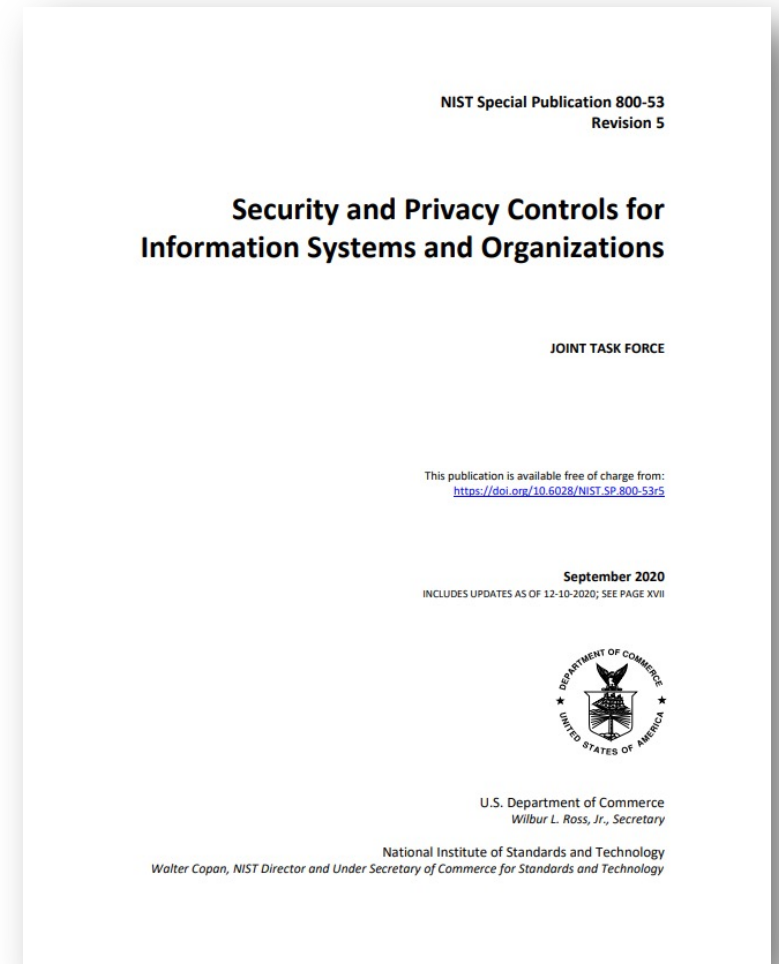 NIST Special Publication 800-53
Revision 5
Security and Privacy Controls for
Information Systems and Organizations
JOINT TASK FORCE
This publication is available free of charge from:
https://doi.org/10.6028/NIST.SP.800-53r5
September 2020
INCLUDES UPDATES AS OF 12-10-2020; SEE PAGE XVII
DEPARTMENT OF COMMERCE
UNITED STATES OF AMERICA
U.S. Department of Commerce
Wilbur L. Ross, Jr., Secretary
National Institute of Standards and Technology
Walter Copan, NIST Director and Under Secretary of Commerce for Standards and Technology